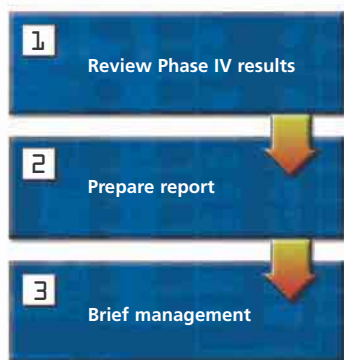 1
Review Phase IV results
2
Prepare report
3
Brief management